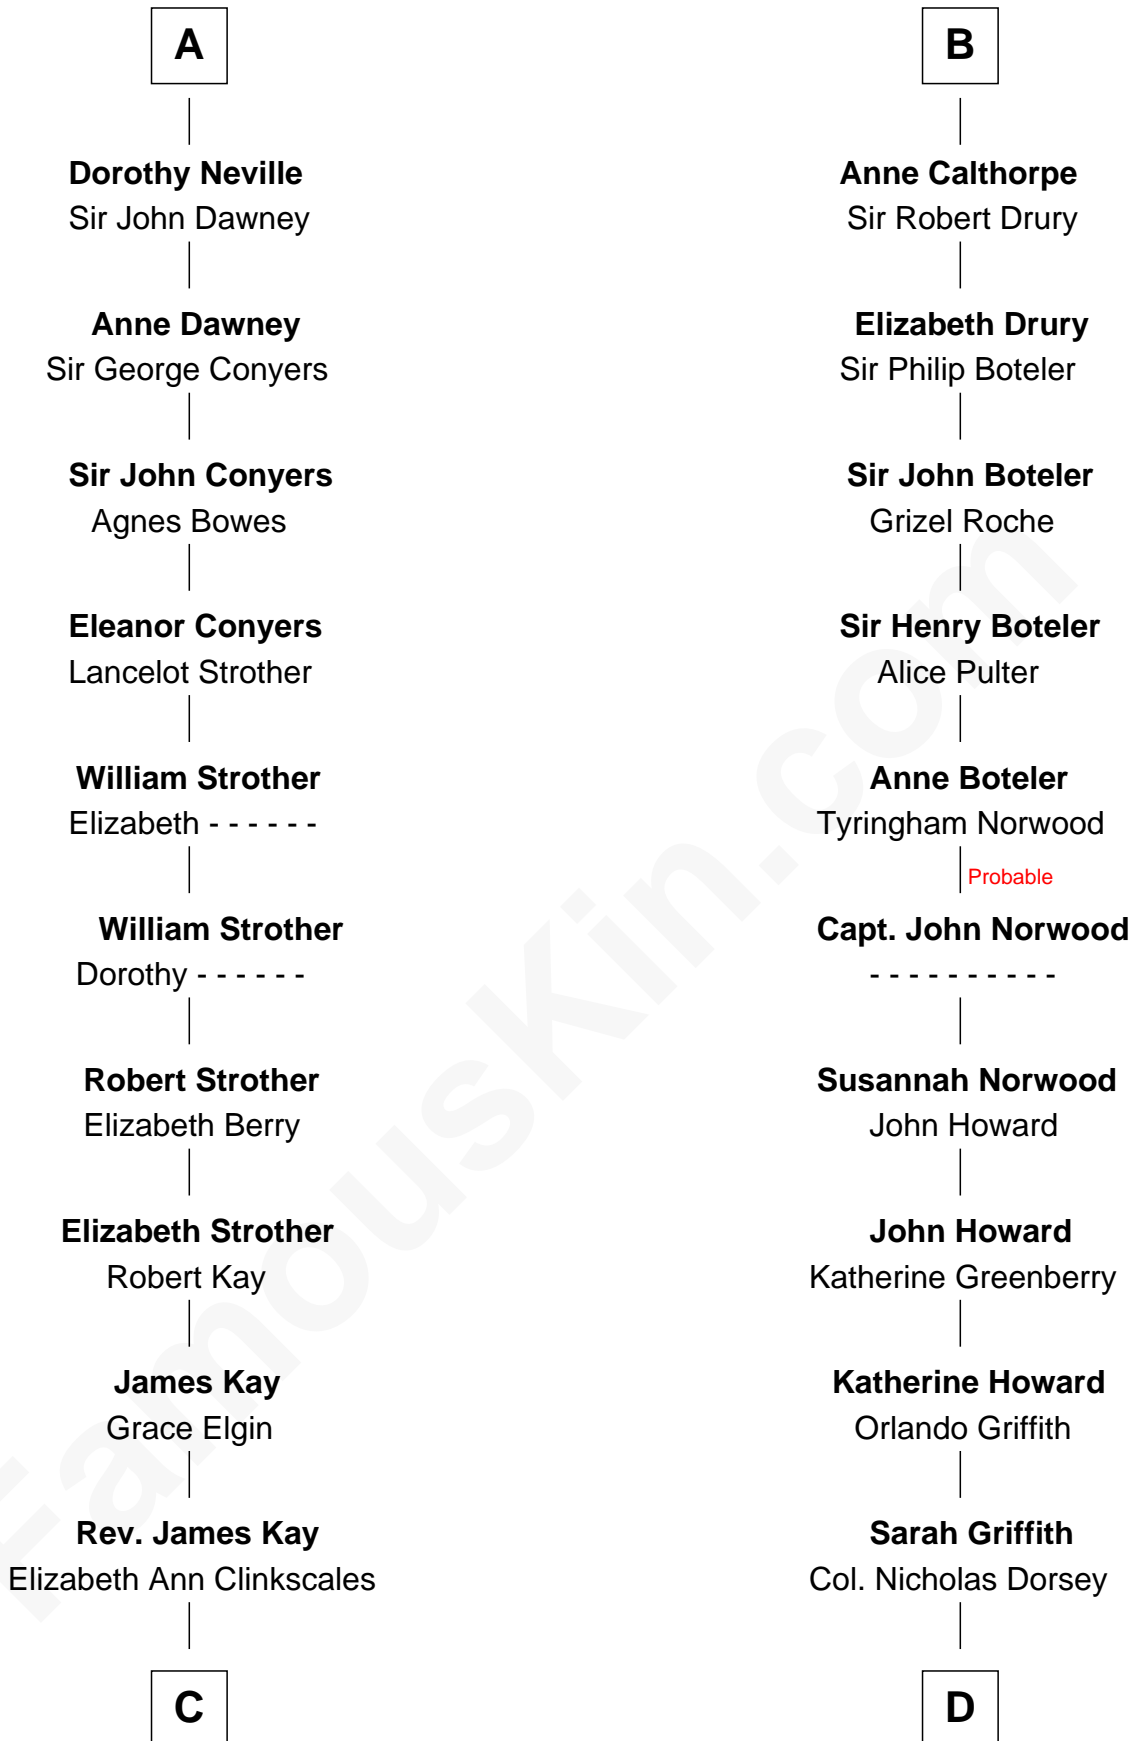 A
Dorothy Neville
Sir John Dawney
Anne Dawney
Sir George Conyers
Sir John Conyers
Agnes Bowes
Eleanor Conyers
Lancelot Strother
William Strother
Elizabeth - - - - - -
William Strother
Dorothy - - - - - -
Robert Strother
Elizabeth Berry
Elizabeth Strother
Robert Kay
James Kay
Grace Elgin
Rev. James Kay
Elizabeth Ann Clinkscales
C
B
Anne Calthorpe
Sir Robert Drury
Elizabeth Drury
Sir Philip Boteler
Sir John Boteler
Grizel Roche
Sir Henry Boteler
Alice Pulter
Anne Boteler
Tyringham Norwood
Probable
Capt. John Norwood
- - - - - - - - - -
Susannah Norwood
John Howard
John Howard
Katherine Greenberry
Katherine Howard
Orlando Griffith
Sarah Griffith
Col. Nicholas Dorsey
D
FamousKin.com